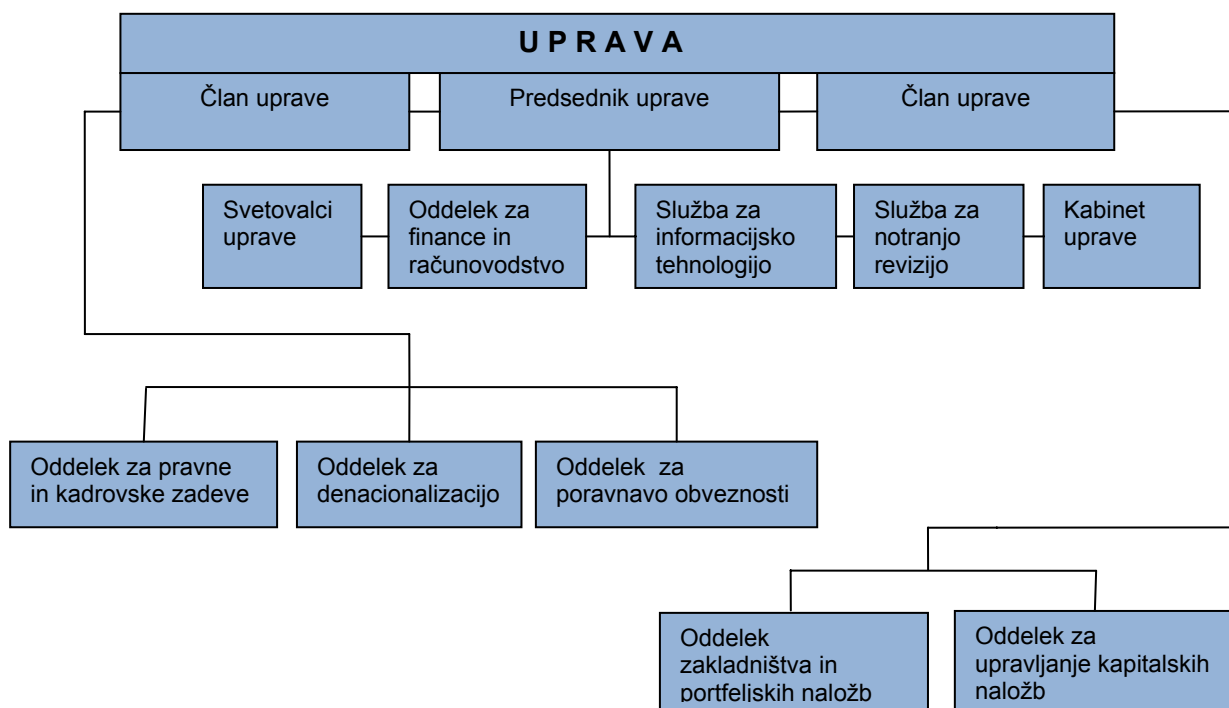 U P R A V A
Član uprave
Predsednik uprave
Član uprave
Svetovalci
uprave
Oddelek za
finance in
računovodstvo
Služba za
informacijsko
tehnologijo
Služba za
notranjo
revizijo
Kabinet
uprave
Oddelek za pravne
in kadrovske zadeve
Oddelek za
denacionalizacijo
Oddelek za
poravnavo obveznosti
Oddelek
zakladništva in
portfeljskih naložb
Oddelek za
upravljanje kapitalskih
naložb